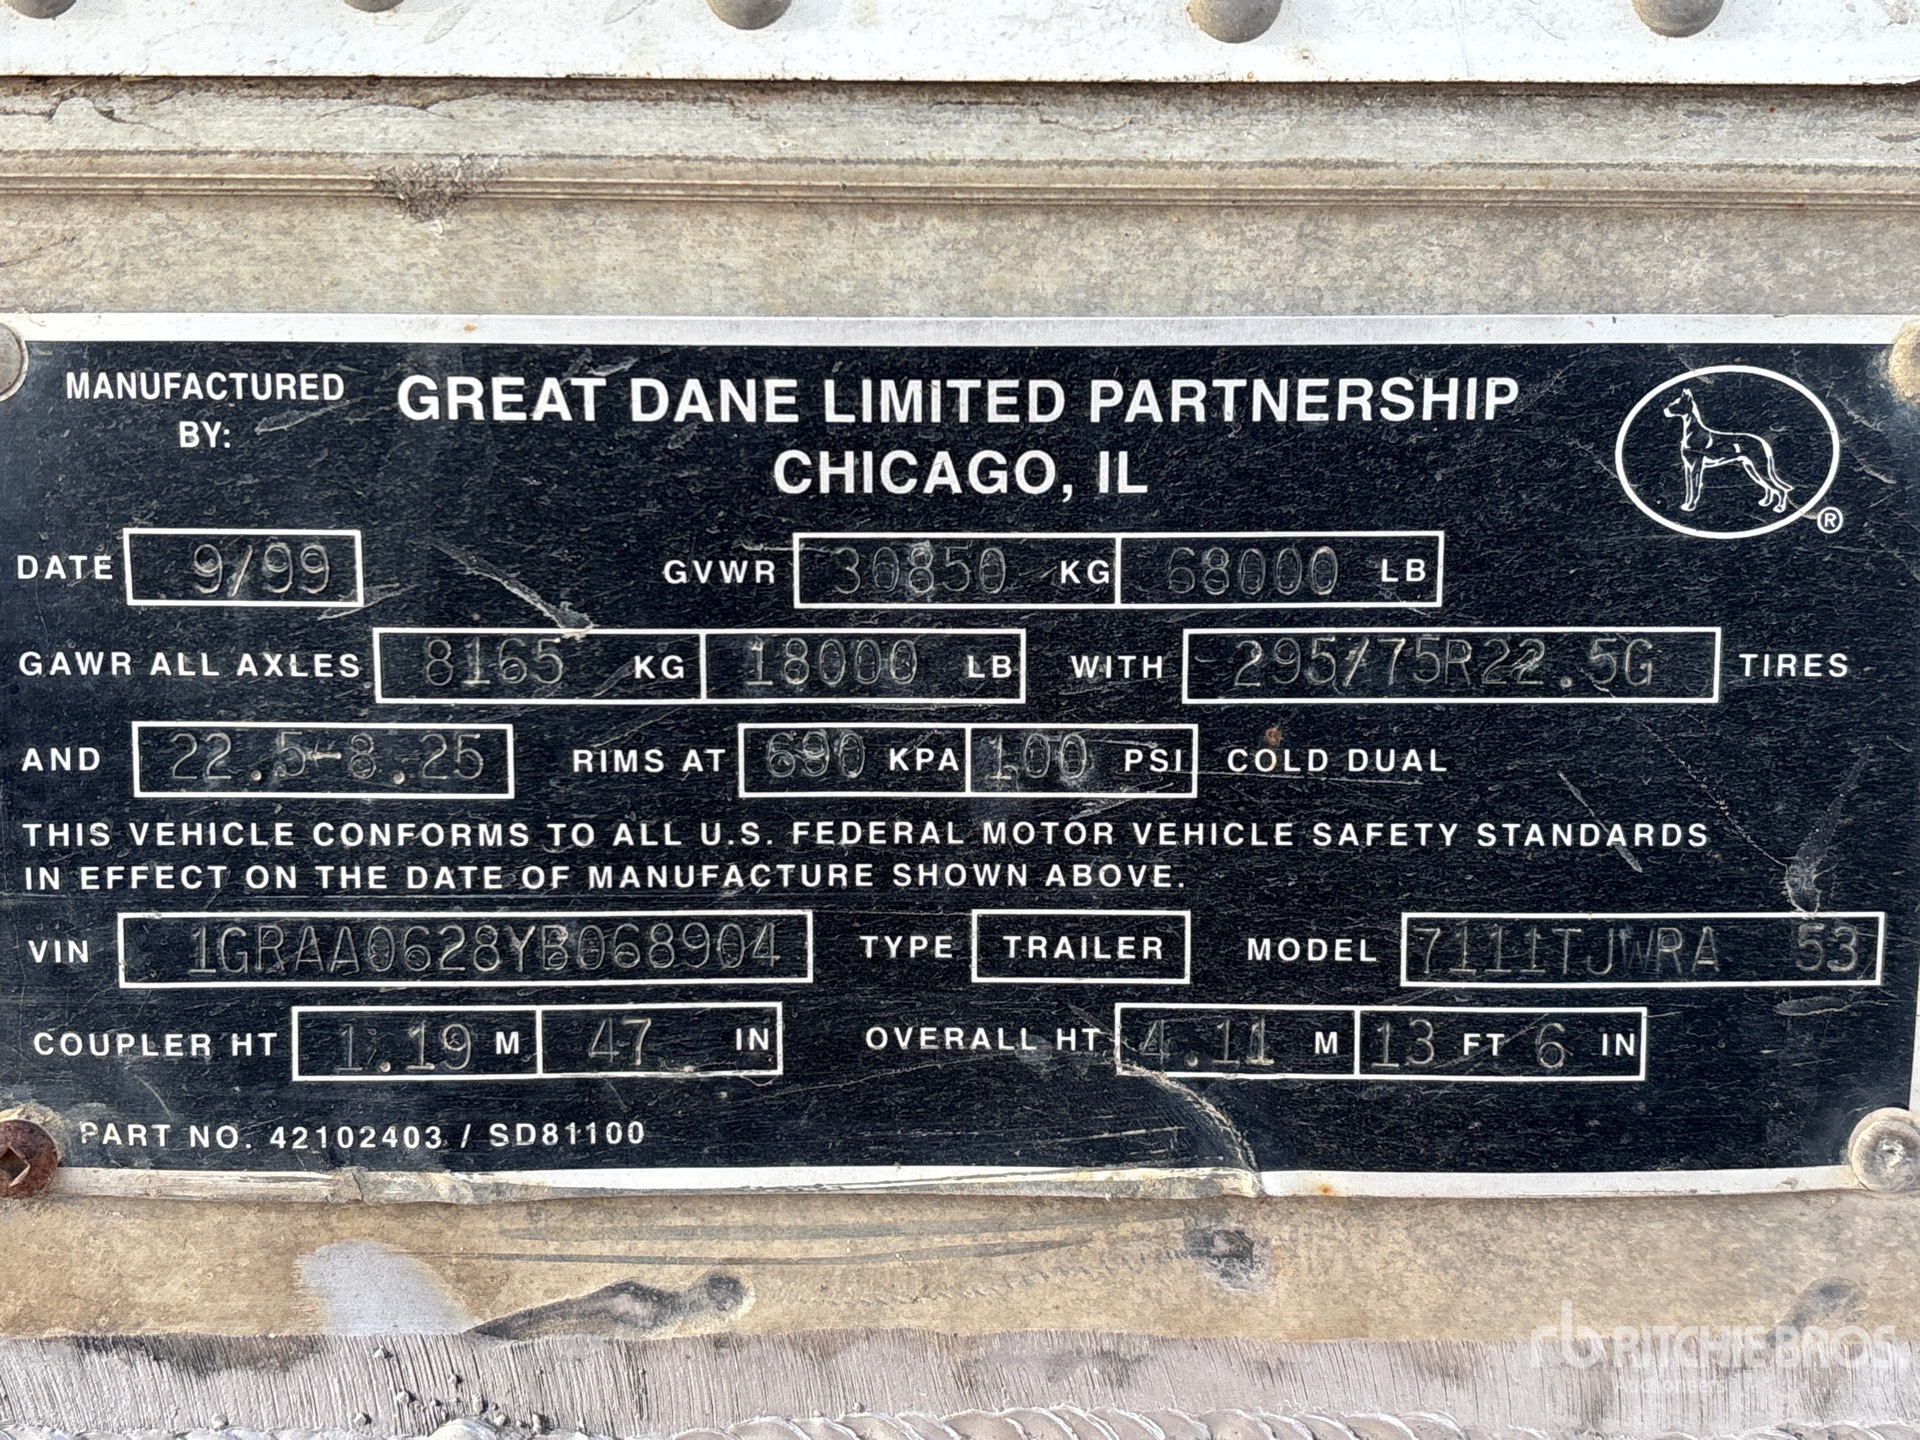 MANUFACTURED BY: GREAT DANE LIMITED PARTNERSHIP
CHICAGO, IL
®
DATE 9/99 GVWR 30850 KG 68000 LB
GAWR ALL AXLES 8165 KG 18000 LB WITH 295/75R22.5G TIRES
AND 22.5-8.25 RIMS AT 690 KPA 100 PSI COLD DUAL
THIS VEHICLE CONFORMS TO ALL U.S. FEDERAL MOTOR VEHICLE SAFETY STANDARDS
IN EFFECT ON THE DATE OF MANUFACTURE SHOWN ABOVE.
VIN 1GRAA0628YB068904 TYPE TRAILER MODEL 7111TJWRA 53
COUPLER HT 1.19 M 47 IN OVERALL HT 4.11 M 13 FT 6 IN
PART NO. 42102403 / SD81100
rb RITCHIE BROS.
Auctioneers